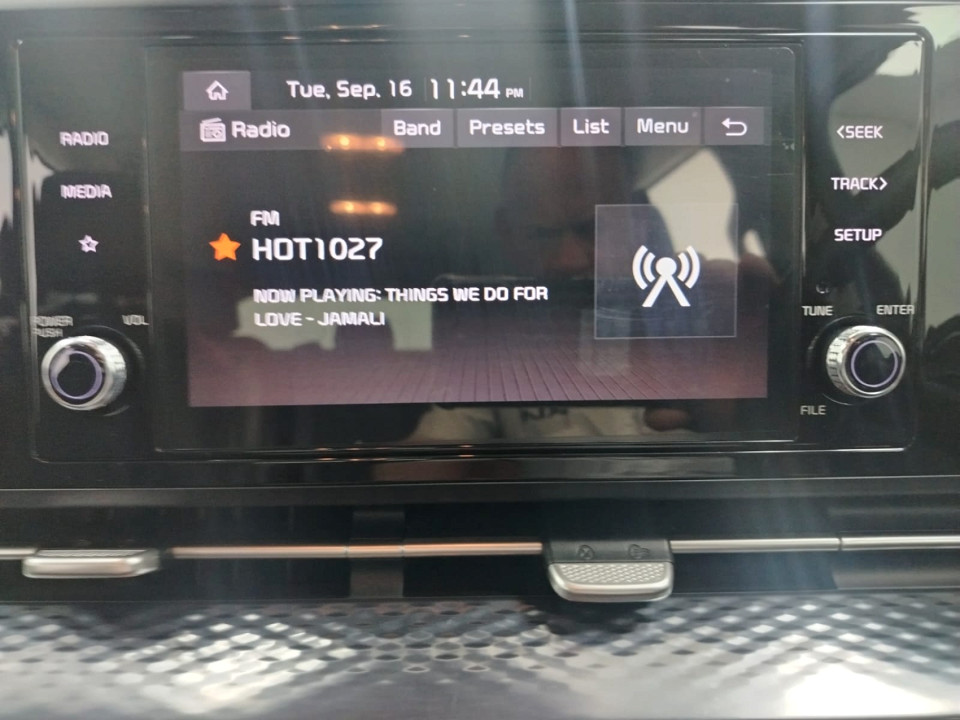 Tue, Sep. 16 11:44 PM
Radio Band Presets List Menu
RADIO
MEDIA
<SEEK
TRACK>
SETUP
FM
HOT1027
NOW PLAYING: THINGS WE DO FOR
LOVE - JAMALI
POWER
PUSH
VOL
TUNE
ENTER
FILE